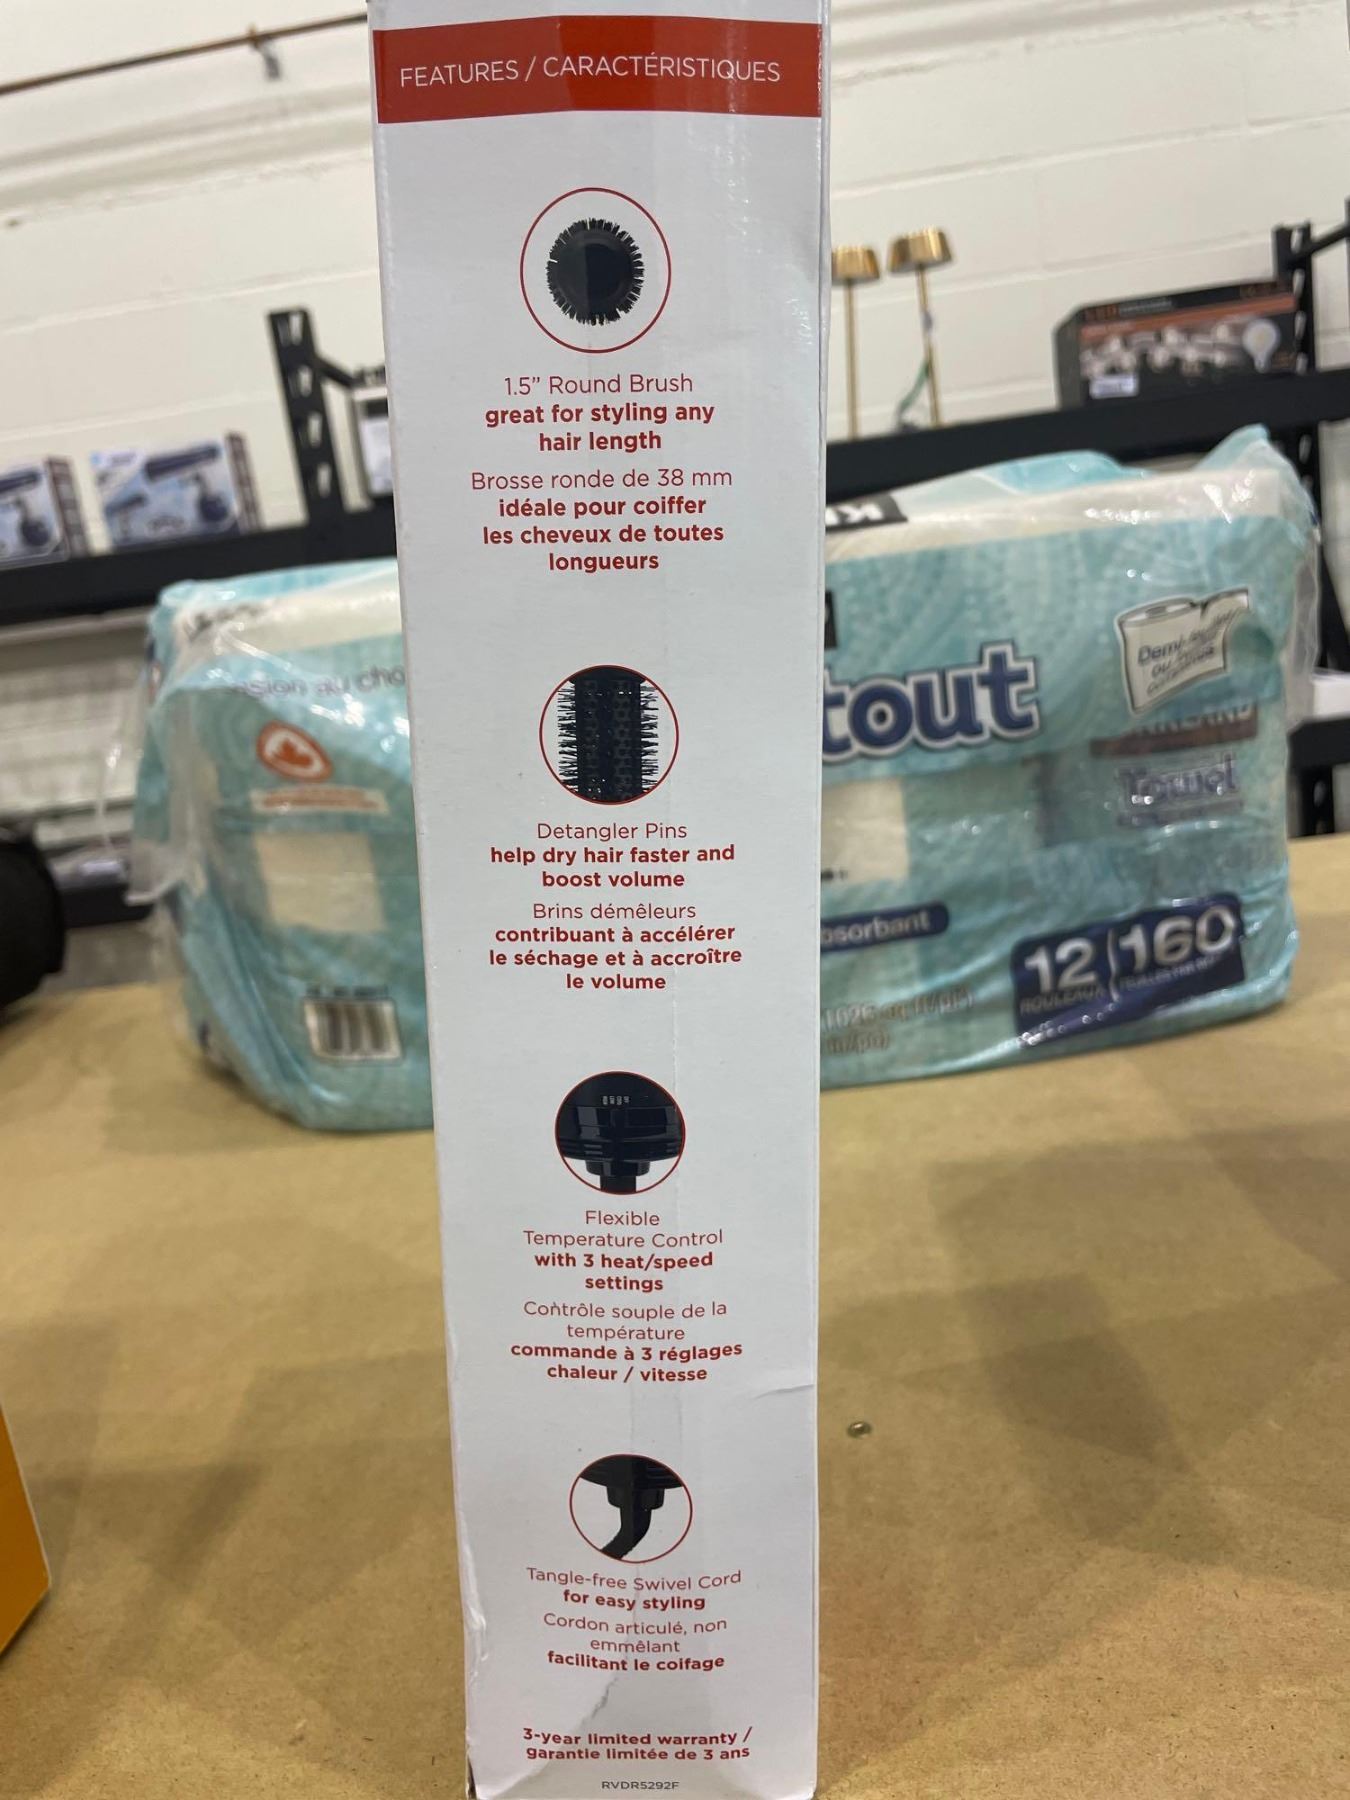 FEATURES / CARACTÉRISTIQUES
1.5” Round Brush
great for styling any
hair length
Brosse ronde de 38 mm
idéale pour coiffer
les cheveux de toutes
longueurs
Detangler Pins
help dry hair faster and
boost volume
Brins démêleurs
contribuant à accélérer
le séchage et à accroître
le volume
Flexible
Temperature Control
with 3 heat/speed
settings
Contrôle souple de la
température
commande à 3 réglages
chaleur / vitesse
Tangle-free Swivel Cord
for easy styling
Cordon articulé, non
emmêlant
facilitant le coifage
3-year limited warranty /
garantie limitée de 3 ans
RVDR5292F
tout
Towel
12 160
ROULEAUX